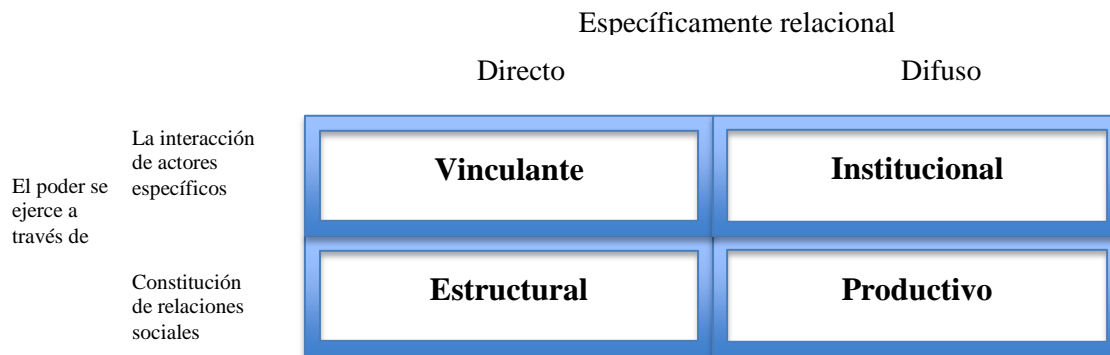 Específicamente relacional
Directo Difuso
La interacción
de actores
específicos
Vinculante Institucional
El poder se
ejerce a
través de
Constitución
de relaciones
sociales
Estructural Productivo